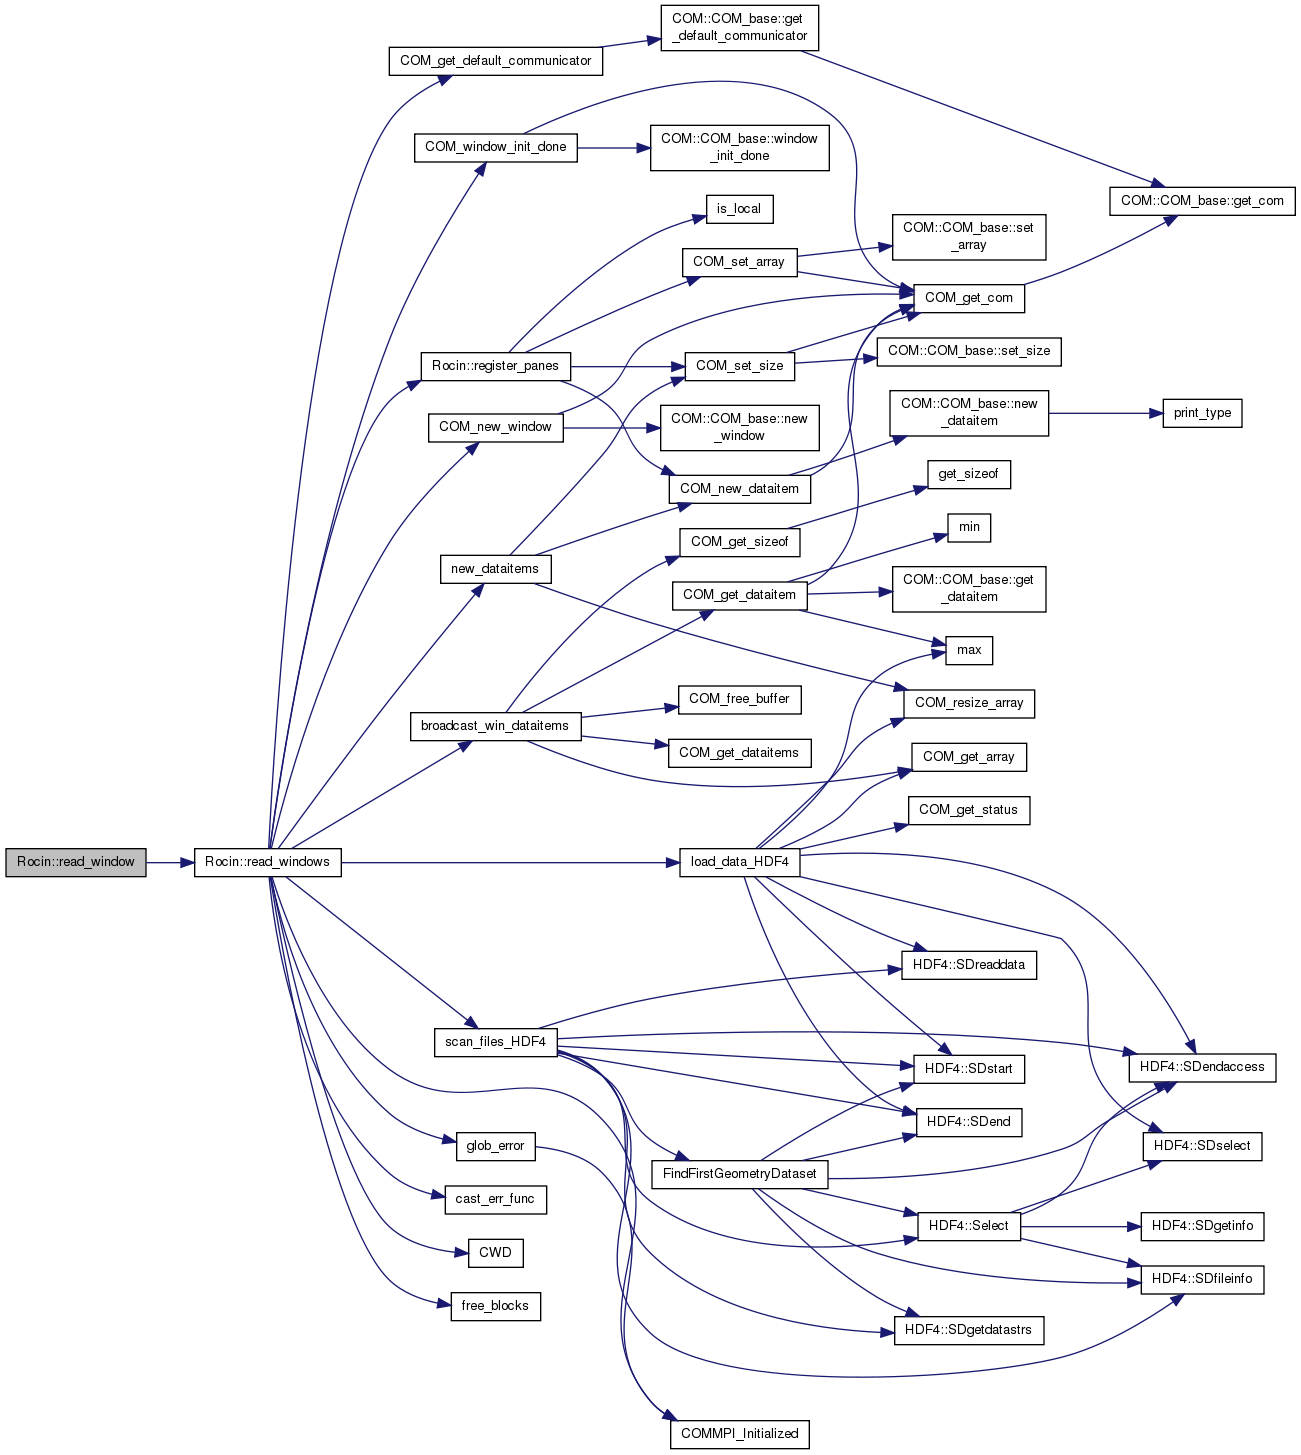 COM::COM_base::get
_default_communicator
COM_get_default_communicator
COM_window_init_done
COM::COM_base::window
_init_done
COM::COM_base::get_com
is_local
COM::COM_base::set
_array
COM_set_array
COM_get_com
Rocin::register_panes
COM_set_size
COM::COM_base::set_size
COM_new_window
COM::COM_base::new
_window
COM::COM_base::new
_dataitem
print_type
COM_new_dataitem
get_sizeof
min
COM_get_sizeof
new_dataitems
COM_get_dataitem
COM::COM_base::get
_dataitem
max
COM_free_buffer
COM_resize_array
broadcast_win_dataitems
COM_get_dataitems
COM_get_array
COM_get_status
Rocin::read_window
Rocin::read_windows
load_data_HDF4
HDF4::SDreaddata
scan_files_HDF4
HDF4::SDstart
HDF4::SDendaccess
HDF4::SDend
glob_error
HDF4::SDselect
FindFirstGeometryDataset
cast_err_func
HDF4::Select
HDF4::SDgetinfo
CWD
HDF4::SDfileinfo
free_blocks
HDF4::SDgetdatastrs
COMMPI_Initialized